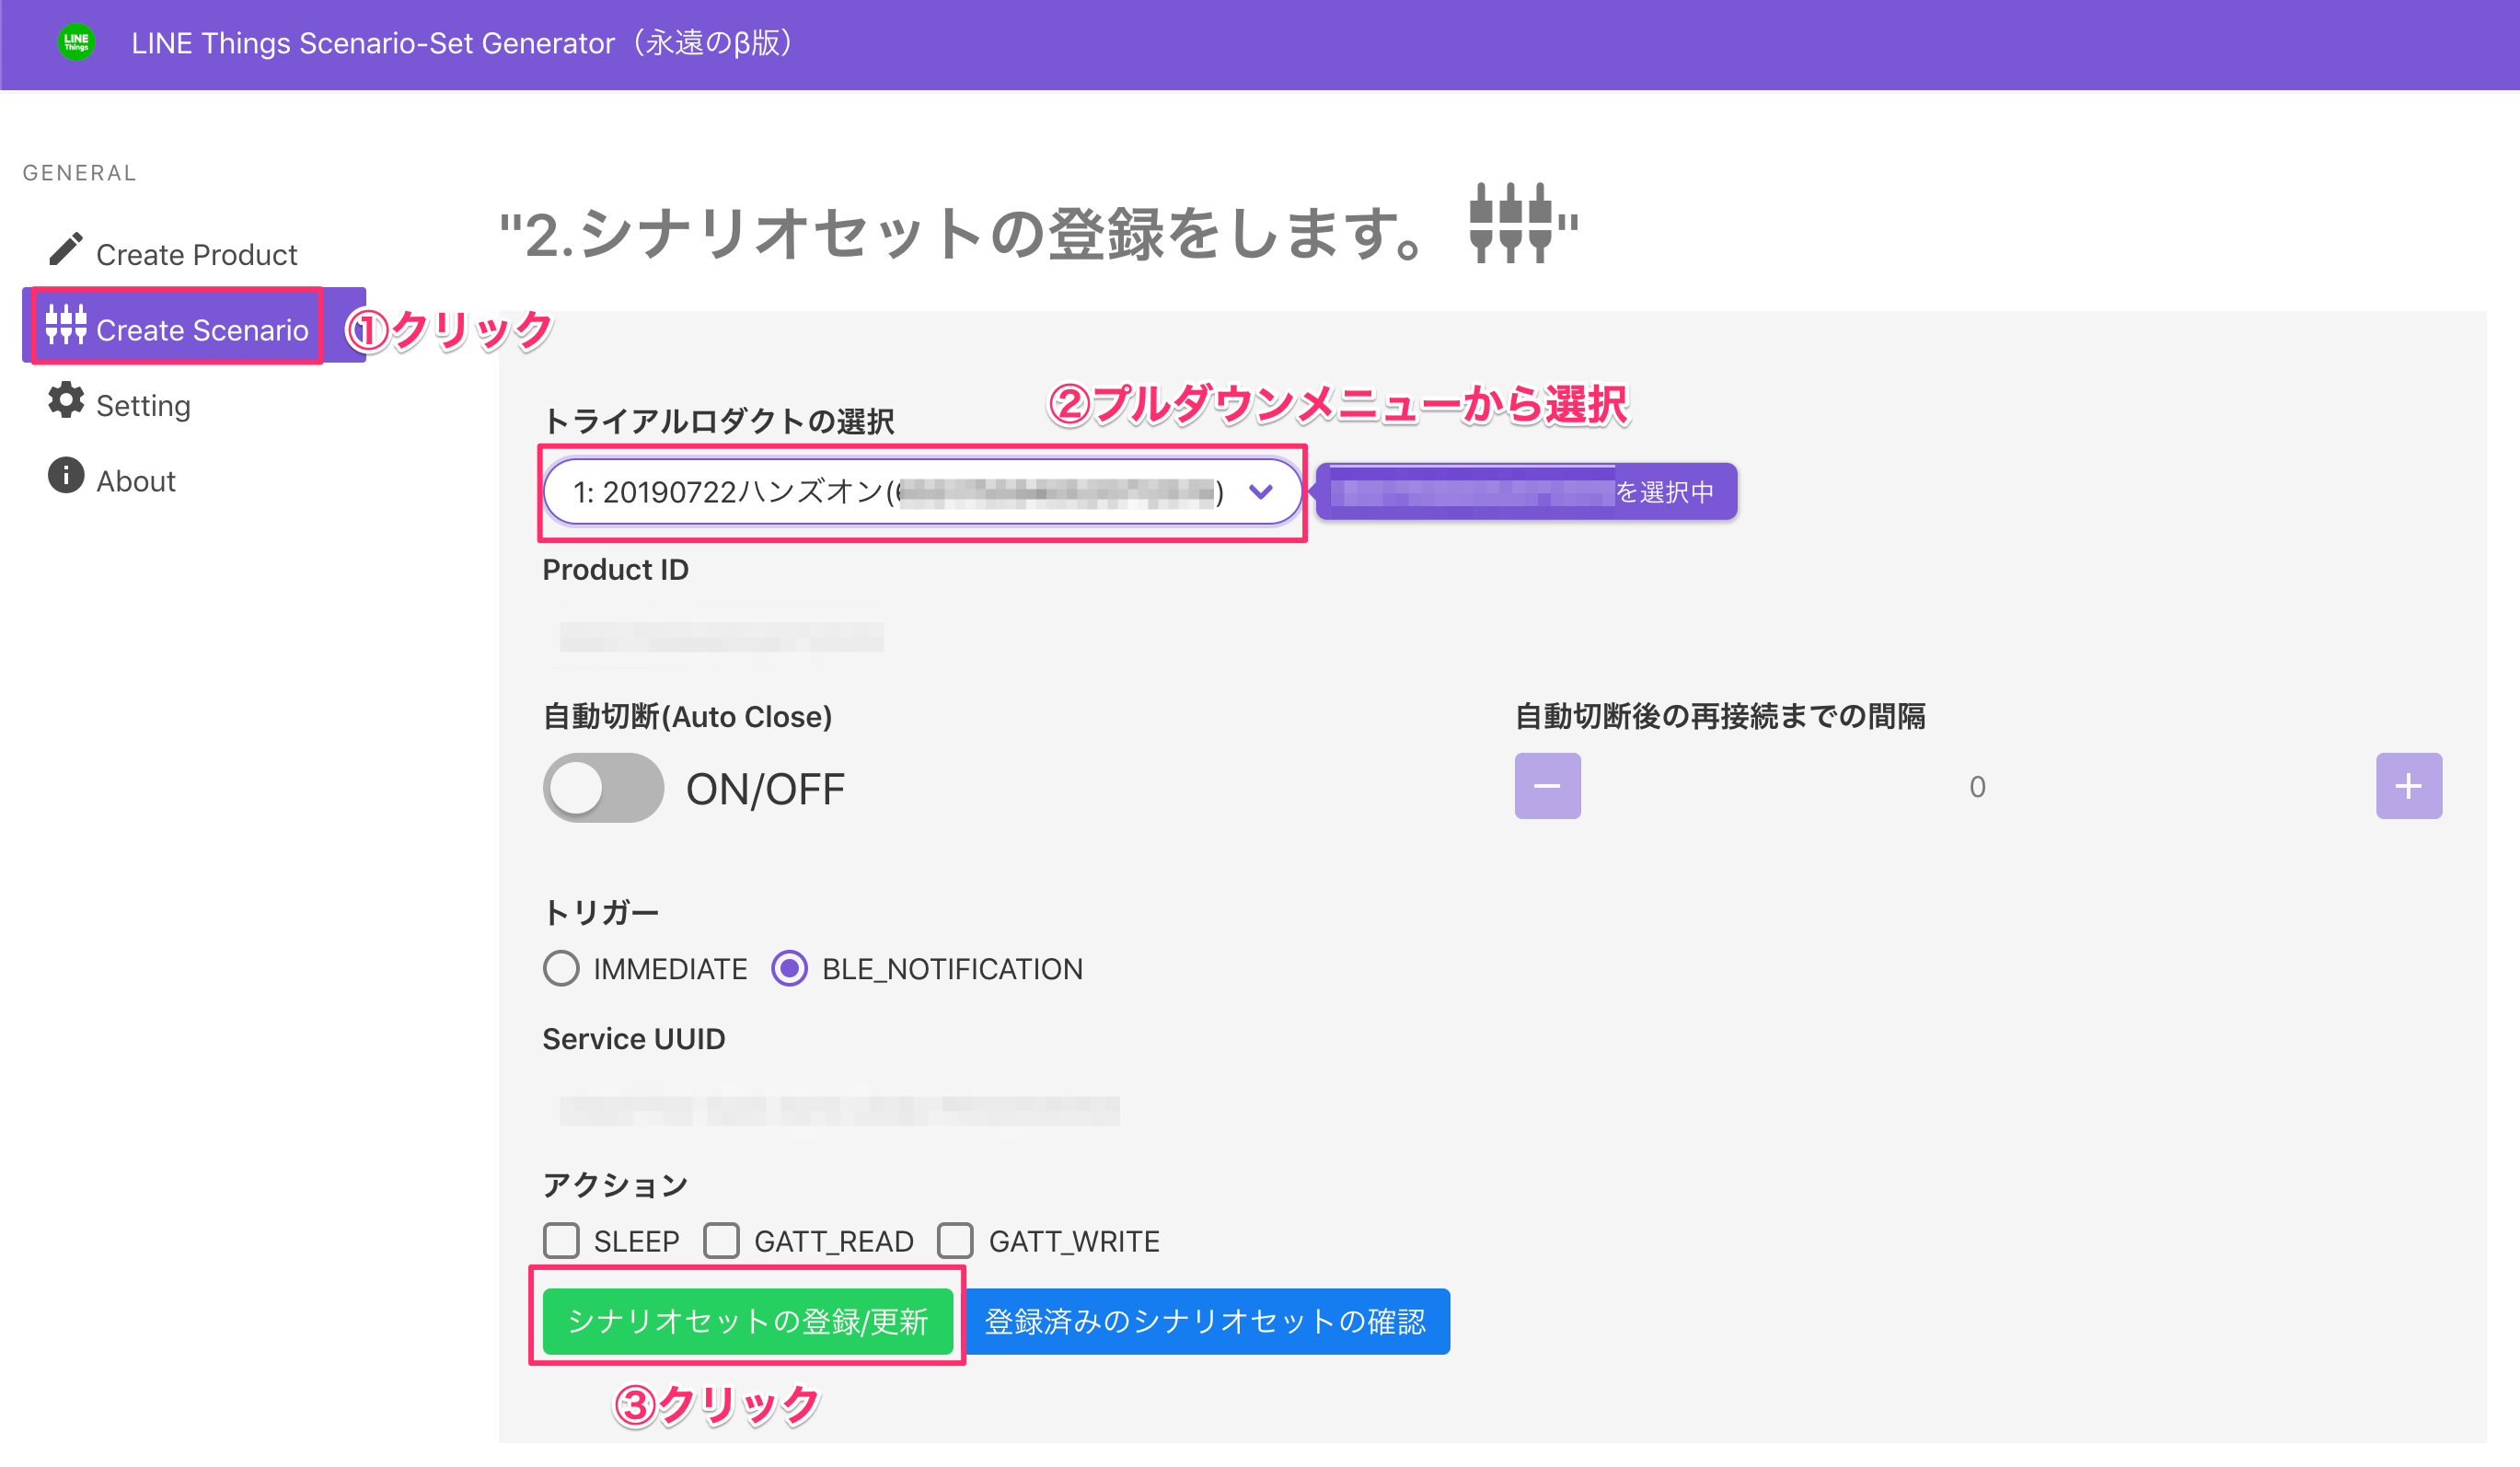 LINE Things
LINE Things Scenario-Set Generator（永遠のβ版）
GENERAL
Create Product
Create Scenario
Setting
About
①クリック
"2.シナリオセットの登録をします。"
②プルダウンメニューから選択
トライアルロダクトの選択
1: 20190722ハンズオン( )
を選択中
Product ID
自動切断(Auto Close)
ON/OFF
自動切断後の再接続までの間隔
− 0 +
トリガー
IMMEDIATE BLE_NOTIFICATION
Service UUID
アクション
SLEEP GATT_READ GATT_WRITE
シナリオセットの登録/更新 登録済みのシナリオセットの確認
③クリック